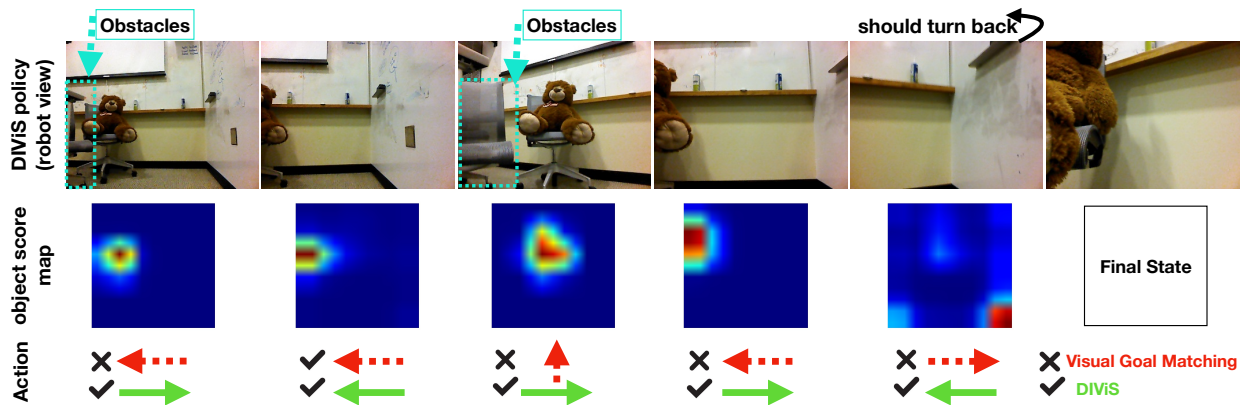 Obstacles
Obstacles
should turn back
DIViS policy
(robot view)
object score
map
Final State
Action
Visual Goal Matching
DIViS